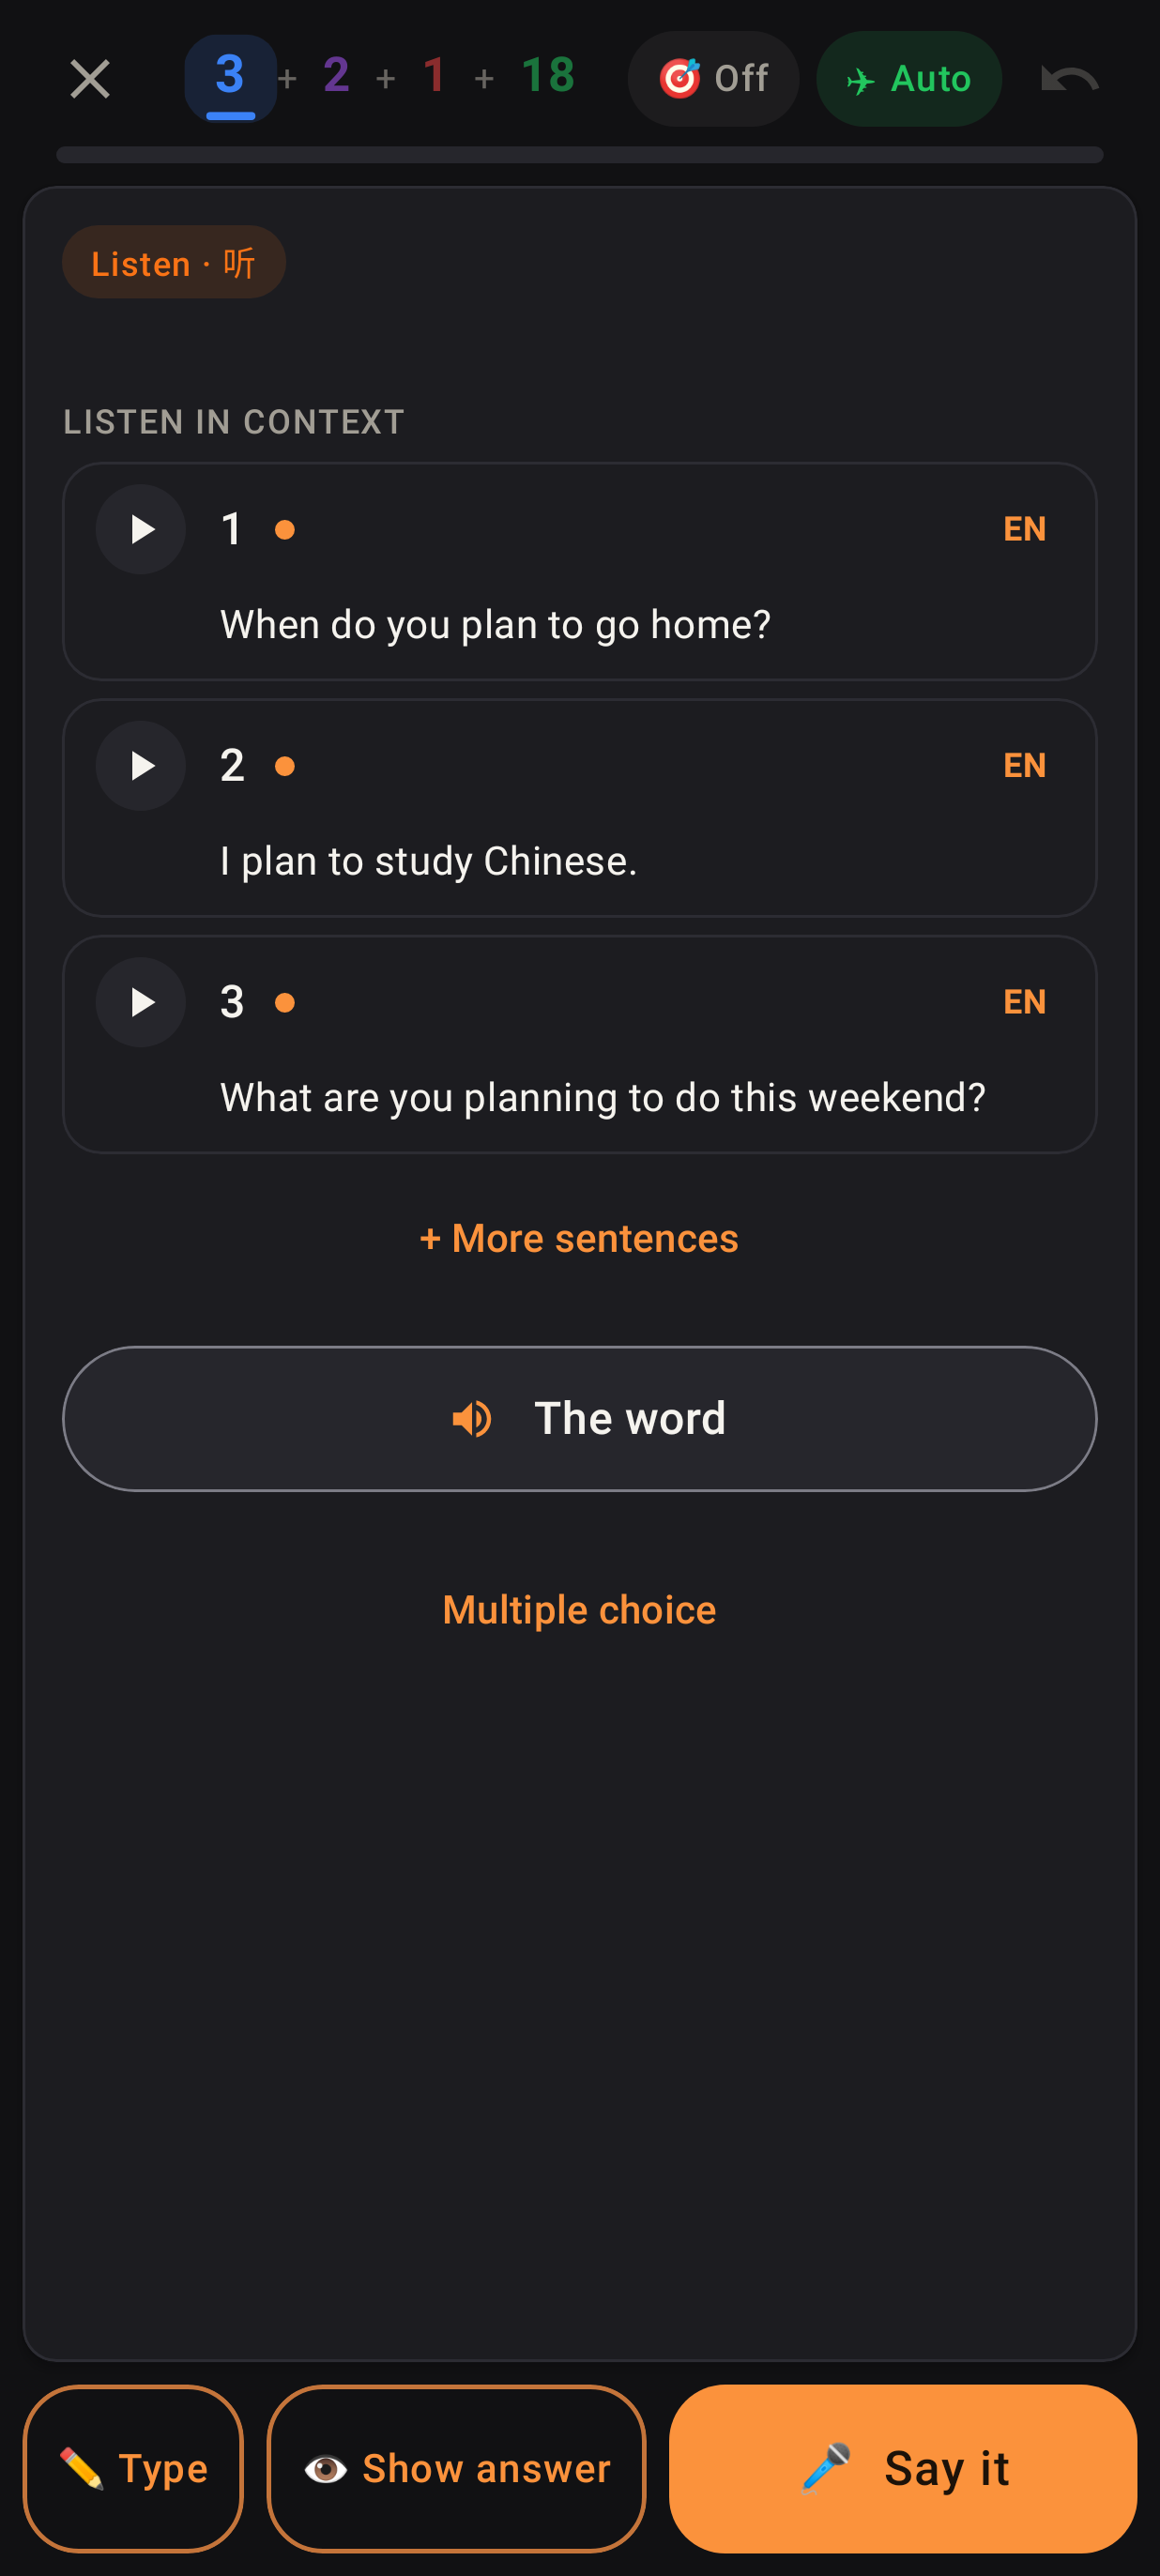 3 + 2 + 1 + 18 Off Auto
Listen · 听
LISTEN IN CONTEXT
1 EN
When do you plan to go home?
2 EN
I plan to study Chinese.
3 EN
What are you planning to do this weekend?
+ More sentences
The word
Multiple choice
Type Show answer Say it